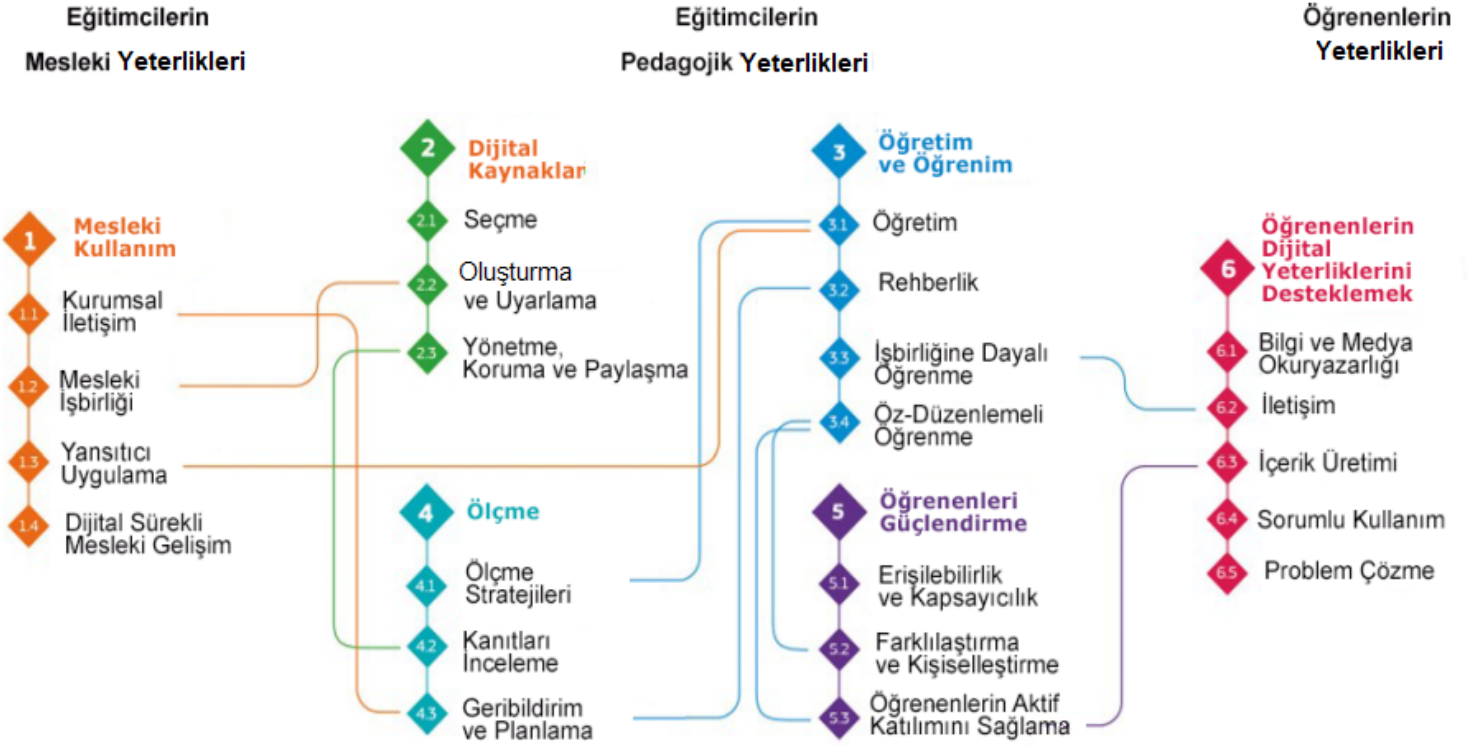 Eğitimcilerin
Mesleki Yeterlikleri
Eğitimcilerin
Pedagojik Yeterlikleri
Öğrenenlerin
Yeterlikleri
1
Mesleki
Kullanım
1.1
Kurumsal
İletişim
1.2
Mesleki
İşbirliği
1.3
Yansıtıcı
Uygulama
1.4
Dijital Sürekli
Mesleki Gelişim
2
Dijital
Kaynaklar
2.1
Seçme
2.2
Oluşturma
ve Uyarlama
2.3
Yönetme,
Koruma ve Paylaşma
3
Öğretim
ve Öğrenim
3.1
Öğretim
3.2
Rehberlik
3.3
İşbirliğine Dayalı
Öğrenme
3.4
Öz-Düzenlemeli
Öğrenme
4
Ölçme
4.1
Ölçme
Stratejileri
4.2
Kanıtları
İnceleme
4.3
Geribildirim
ve Planlama
5
Öğrenenleri
Güçlendirme
5.1
Erişilebilirlik
ve Kapsayıcılık
5.2
Farklılaştırma
ve Kişiselleştirme
5.3
Öğrenenlerin Aktif
Katılımını Sağlama
6
Öğrenenlerin
Dijital
Yeterliklerini
Desteklemek
6.1
Bilgi ve Medya
Okuryazarlığı
6.2
İletişim
6.3
İçerik Üretimi
6.4
Sorumlu Kullanım
6.5
Problem Çözme